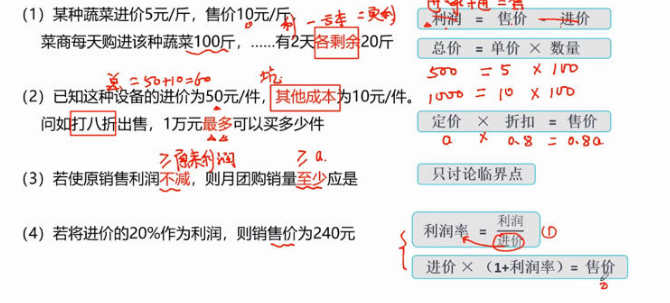 (1) 某种蔬菜进价5元/斤，售价10元/斤，
菜商每天购进该种蔬菜100斤，......有2天各剩余20斤
总 = 50+10=60
坑
(2) 已知这种设备的进价为50元/件，其他成本为10元/件。
问如打八折出售，1万元最多可以买多少件
≥原来利润
≥ a.
(3) 若使原销售利润不减，则月团购销量至少应是
(4) 若将进价的20%作为利润，则销售价为240元
利润 = 售价 － 进价
总价 = 单价 × 数量
500 = 5 × 100
1000 = 10 × 100
定价 × 折扣 = 售价
a × 0.8 = 0.8a
只讨论临界点
利润率 = 利润/进价 ①
进价 ×（1+利润率）= 售价